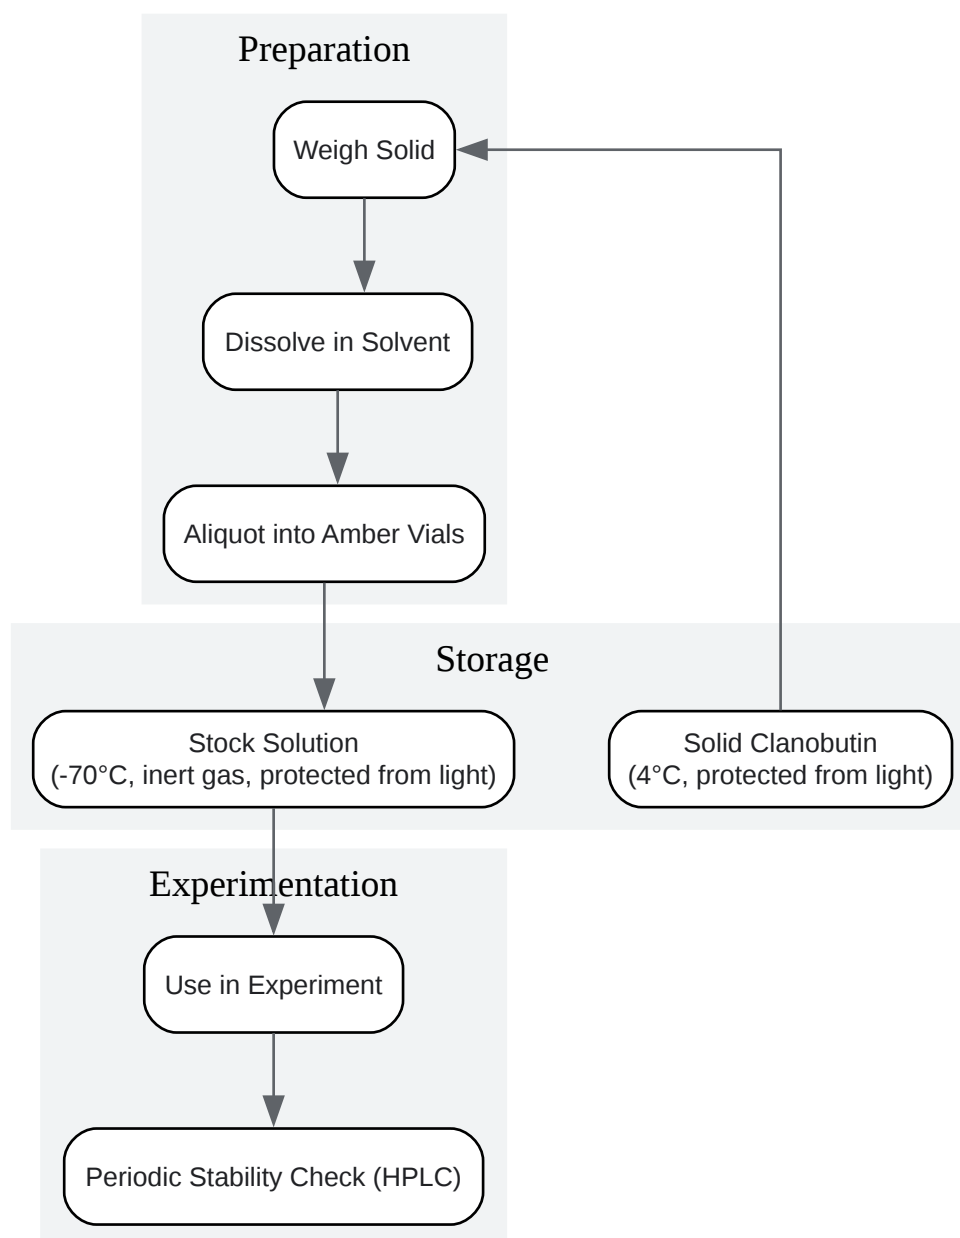 Preparation
Weigh Solid
Dissolve in Solvent
Aliquot into Amber Vials
Storage
Stock Solution
(-70°C, inert gas, protected from light)
Solid Clanobutin
(4°C, protected from light)
Experimentation
Use in Experiment
Periodic Stability Check (HPLC)